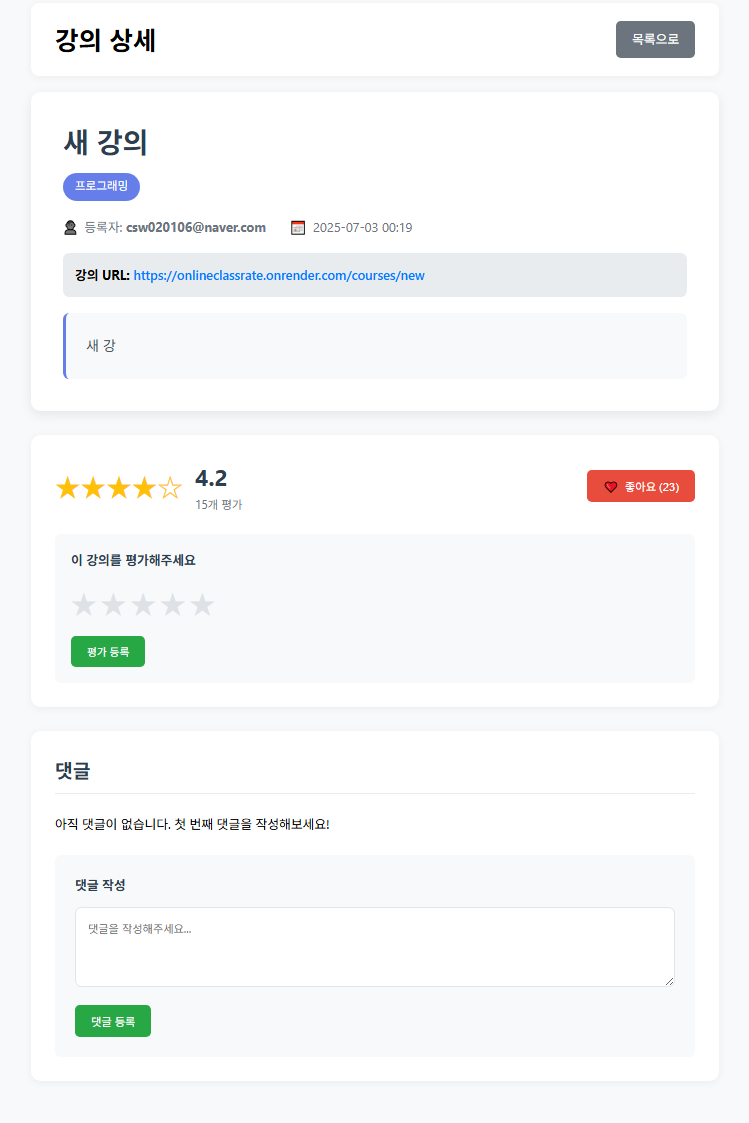 강의 상세
목록으로
새 강의
프로그래밍
등록자: csw020106@naver.com 2025-07-03 00:19
강의 URL: https://onlineclassrate.onrender.com/courses/new
새 강
4.2
15개 평가
좋아요 (23)
이 강의를 평가해주세요
평가 등록
댓글
아직 댓글이 없습니다. 첫 번째 댓글을 작성해보세요!
댓글 작성
댓글을 작성해주세요...
댓글 등록